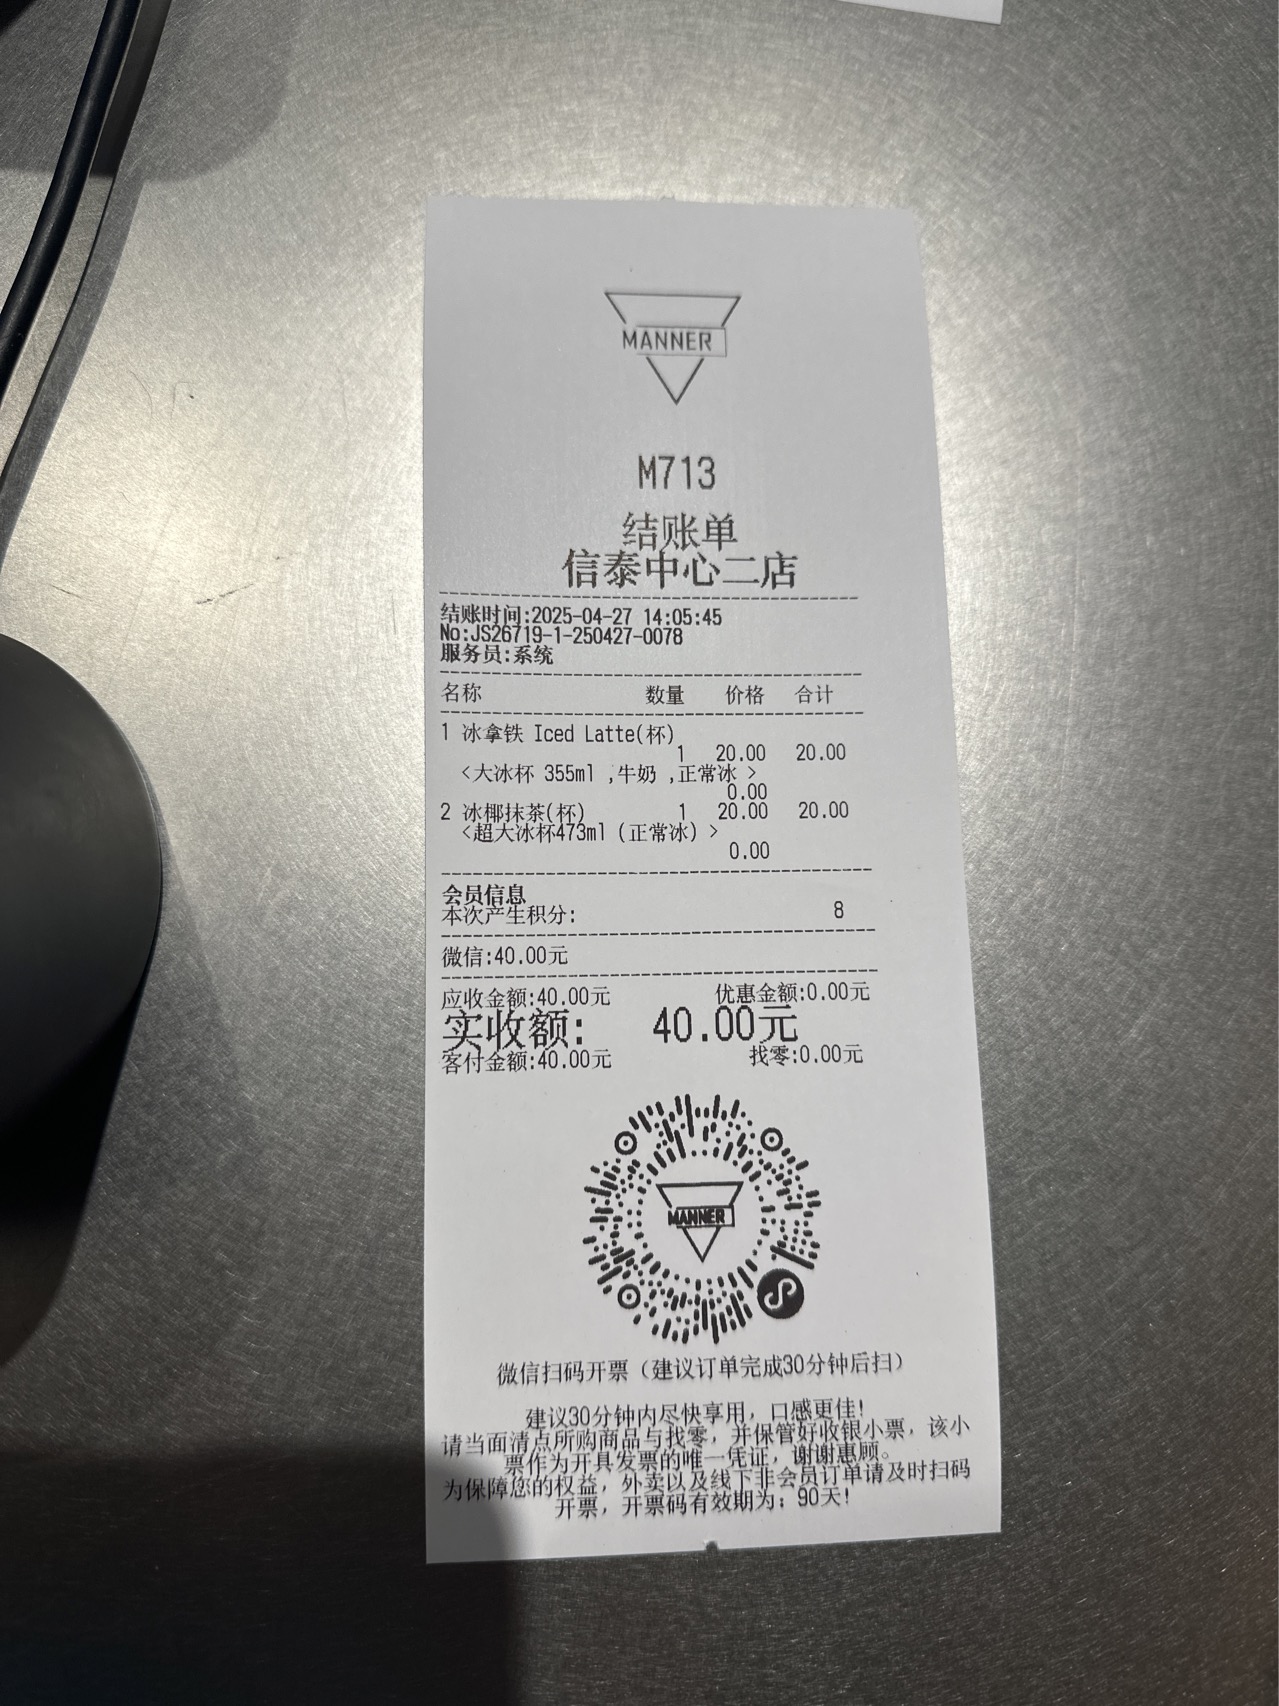 MANNER
M713
结账单
信泰中心二店
结账时间:2025-04-27 14:05:45
No:JS26719-1-250427-0078
服务员:系统
名称 数量 价格 合计
1 冰拿铁 Iced Latte(杯)
1 20.00 20.00
<大冰杯 355ml ,牛奶 ,正常冰 >
0.00
2 冰椰抹茶(杯) 1 20.00 20.00
<超大冰杯473ml (正常冰) >
0.00
会员信息
本次产生积分: 8
微信:40.00元
应收金额:40.00元 优惠金额:0.00元
实收额: 40.00元
客付金额:40.00元 找零:0.00元
MANNER
微信扫码开票（建议订单完成30分钟后扫）
建议30分钟内尽快享用，口感更佳！
请当面清点所购商品与找零，并保管好收银小票，该小
票作为开具发票的唯一凭证，谢谢惠顾。
为保障您的权益，外卖以及线下非会员订单请及时扫码
开票，开票码有效期为：90天！